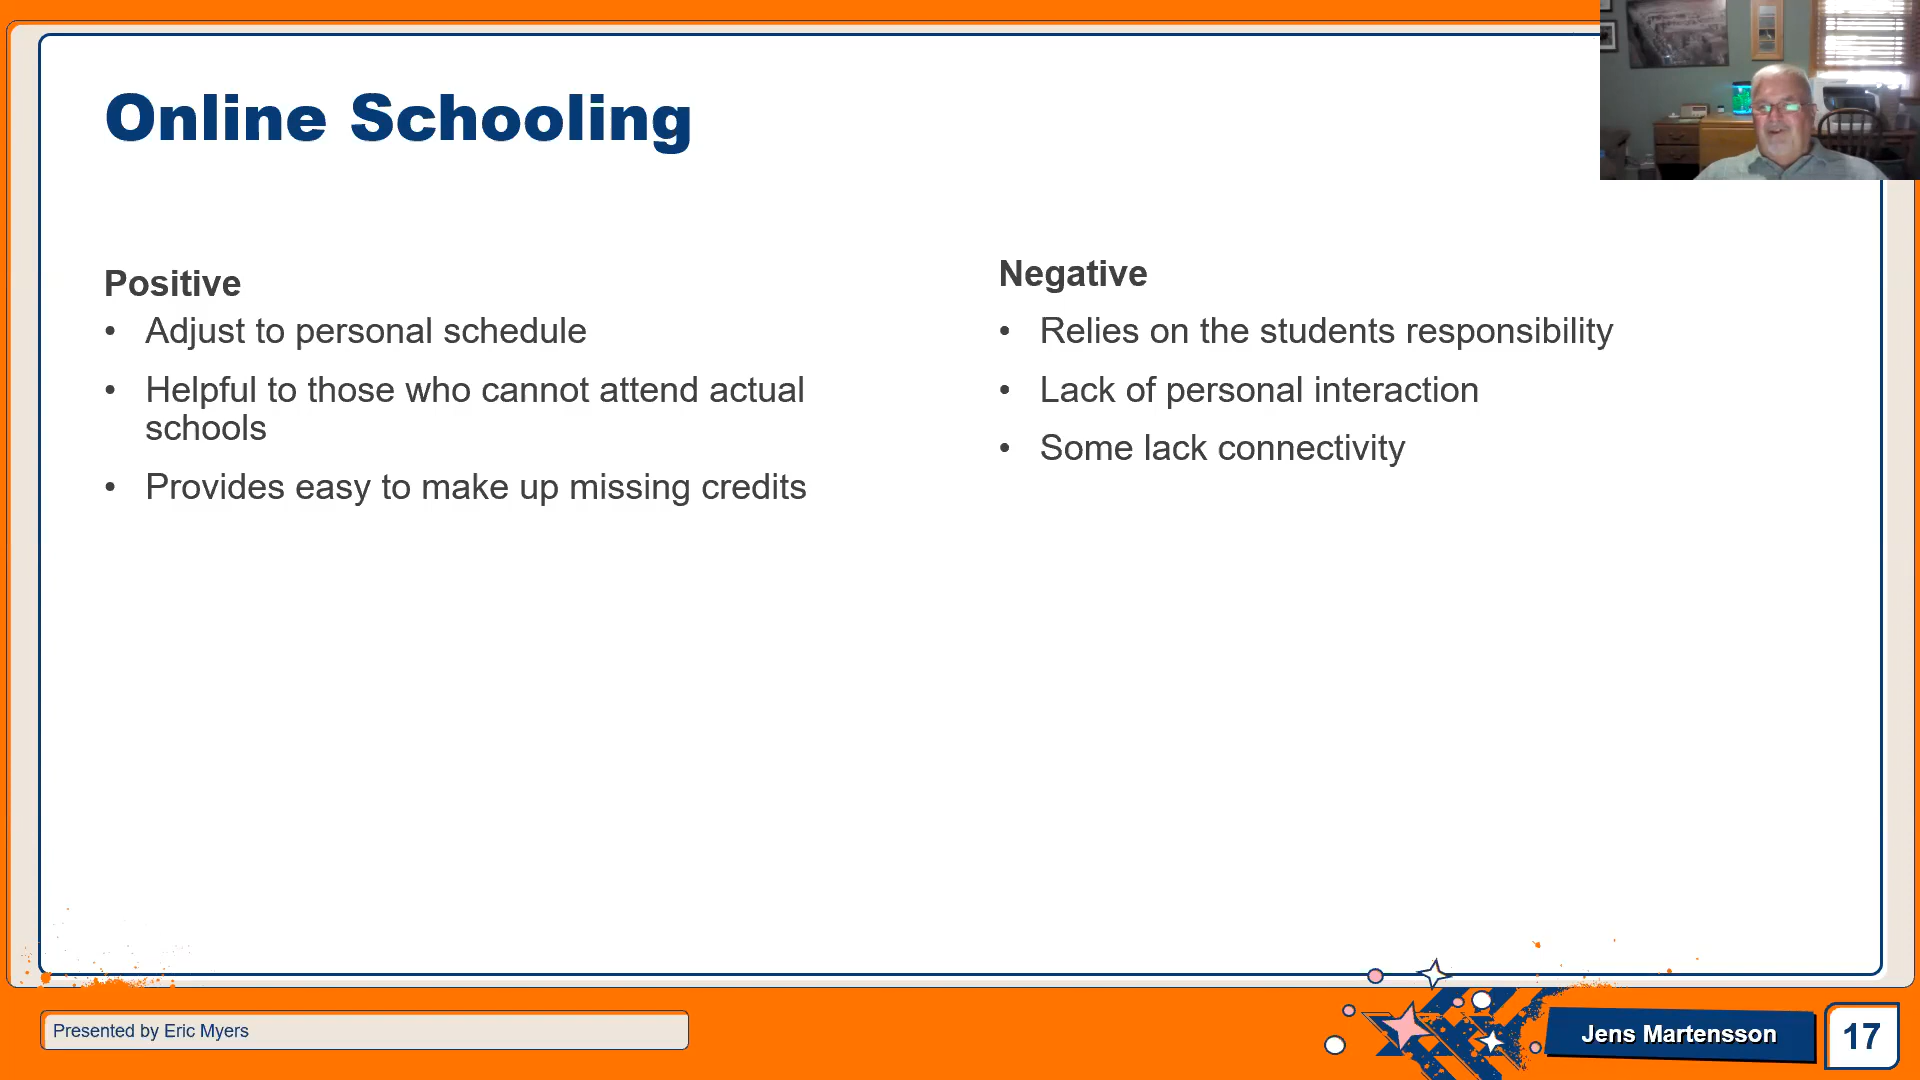 Online Schooling
Positive
• Adjust to personal schedule
• Helpful to those who cannot attend actual
schools
• Provides easy to make up missing credits
Negative
• Relies on the students responsibility
• Lack of personal interaction
• Some lack connectivity
Presented by Eric Myers
Jens Martensson
17